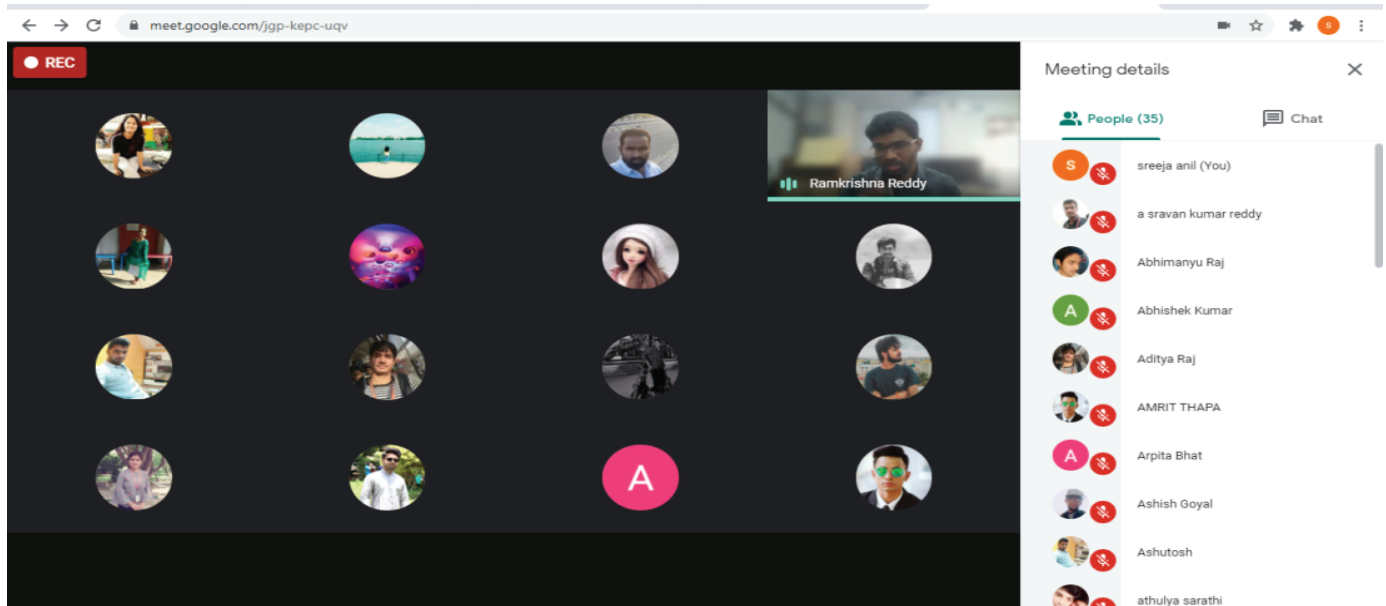 meet.google.com/jgp-kepc-uqv
S
REC
Meeting details
People (35)
Chat
Ramkrishna Reddy
S
sreeja anil (You)
a sravan kumar reddy
Abhimanyu Raj
A
Abhishek Kumar
Aditya Raj
AMRIT THAPA
A
Arpita Bhat
A
Ashish Goyal
Ashutosh
athulya sarathi